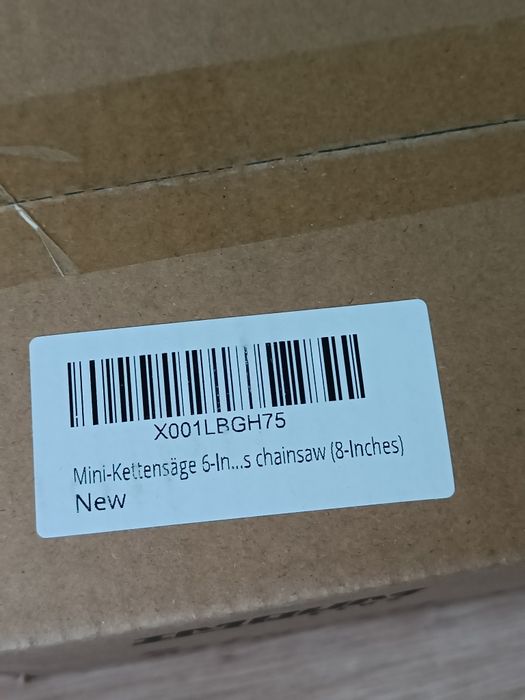 X001LBGH75
Mini-Kettensäge 6-In...s chainsaw (8-Inches)
New